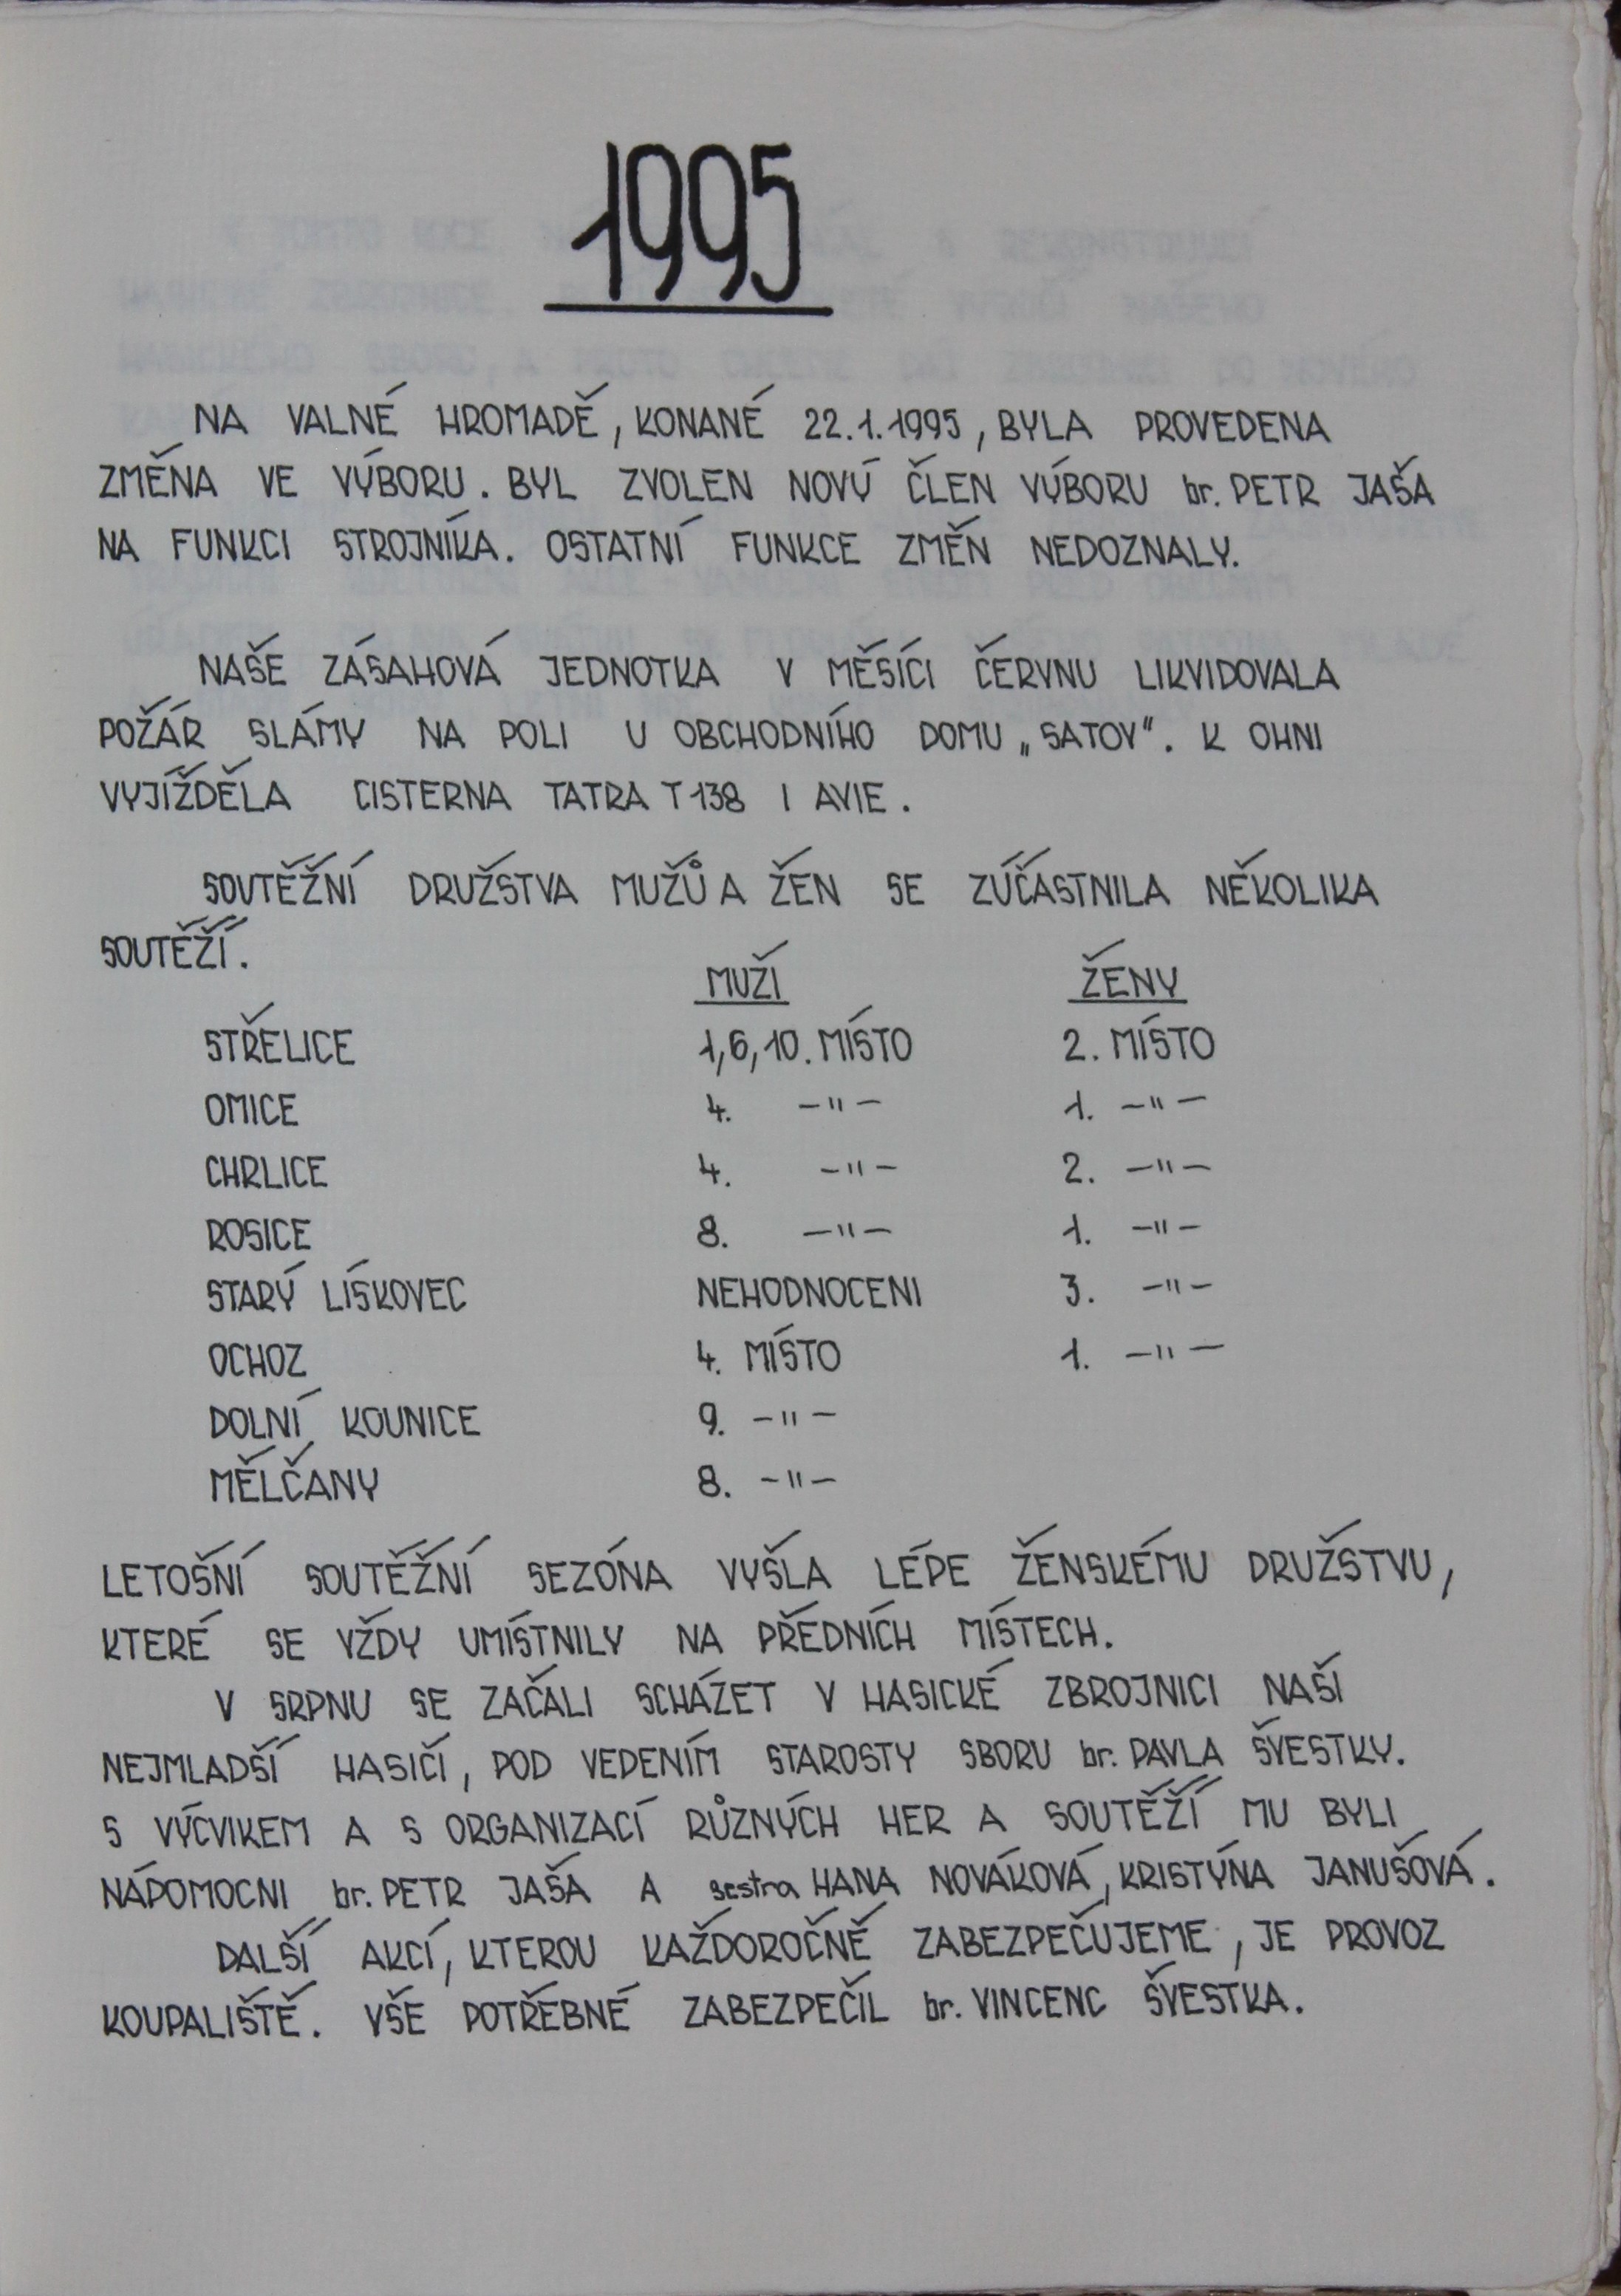 1995
NA VALNÉ HROMADĚ, KONANÉ 22.1.1995, BYLA PROVEDENA
ZMĚNA VE VÝBORU. BYL ZVOLEN NOVÝ ČLEN VÝBORU br. PETR JAŠA
NA FUNKCI STROJNÍKA. OSTATNÍ FUNKCE ZMĚN NEDOZNALY.
NAŠE ZÁSAHOVÁ JEDNOTKA V MĚSÍCI ČERVNU LIKVIDOVALA
POŽÁR SLÁMY NA POLI U OBCHODNÍHO DOMU „SATOV“. K OHNI
VYJÍŽDĚLA CISTERNA TATRA T 138 I AVIE.
SOUTĚŽNÍ DRUŽSTVA MUŽŮ A ŽEN SE ZÚČASTNILA NĚKOLIKA
SOUTĚŽÍ.
MUŽI ŽENY
STŘELICE 1,6,10. MÍSTO 2. MÍSTO
OMICE 4. –"– 1. –"–
CHRLICE 4. –"– 2. –"–
ROSICE 8. –"– 1. –"–
STARÝ LÍSKOVEC NEHODNOCENI 3. –"–
OCHOZ 4. MÍSTO 1. –"–
DOLNÍ KOUNICE 9. –"–
MĚLČANY 8. –"–
LETOŠNÍ SOUTĚŽNÍ SEZÓNA VYŠLA LÉPE ŽENSKÉMU DRUŽSTVU,
KTERÉ SE VŽDY UMÍSTNILY NA PŘEDNÍCH MÍSTECH.
V SRPNU SE ZAČALI SCHÁZET V HASICKÉ ZBROJNICI NAŠI
NEJMLADŠÍ HASIČÍ, POD VEDENÍM STAROSTY SBORU br. PAVLA ŠVESTKY.
S VÝCVIKEM A S ORGANIZACÍ RŮZNÝCH HER A SOUTĚŽÍ MU BYLI
NÁPOMOCNI br. PETR JAŠA A sestra HANA NOVÁKOVÁ, KRISTÝNA JANUŠOVÁ.
DALŠÍ AKCÍ, KTEROU KAŽDOROČNĚ ZABEZPEČUJEME, JE PROVOZ
KOUPALIŠTĚ. VŠE POTŘEBNÉ ZABEZPEČIL br. VINCENC ŠVESTKA.